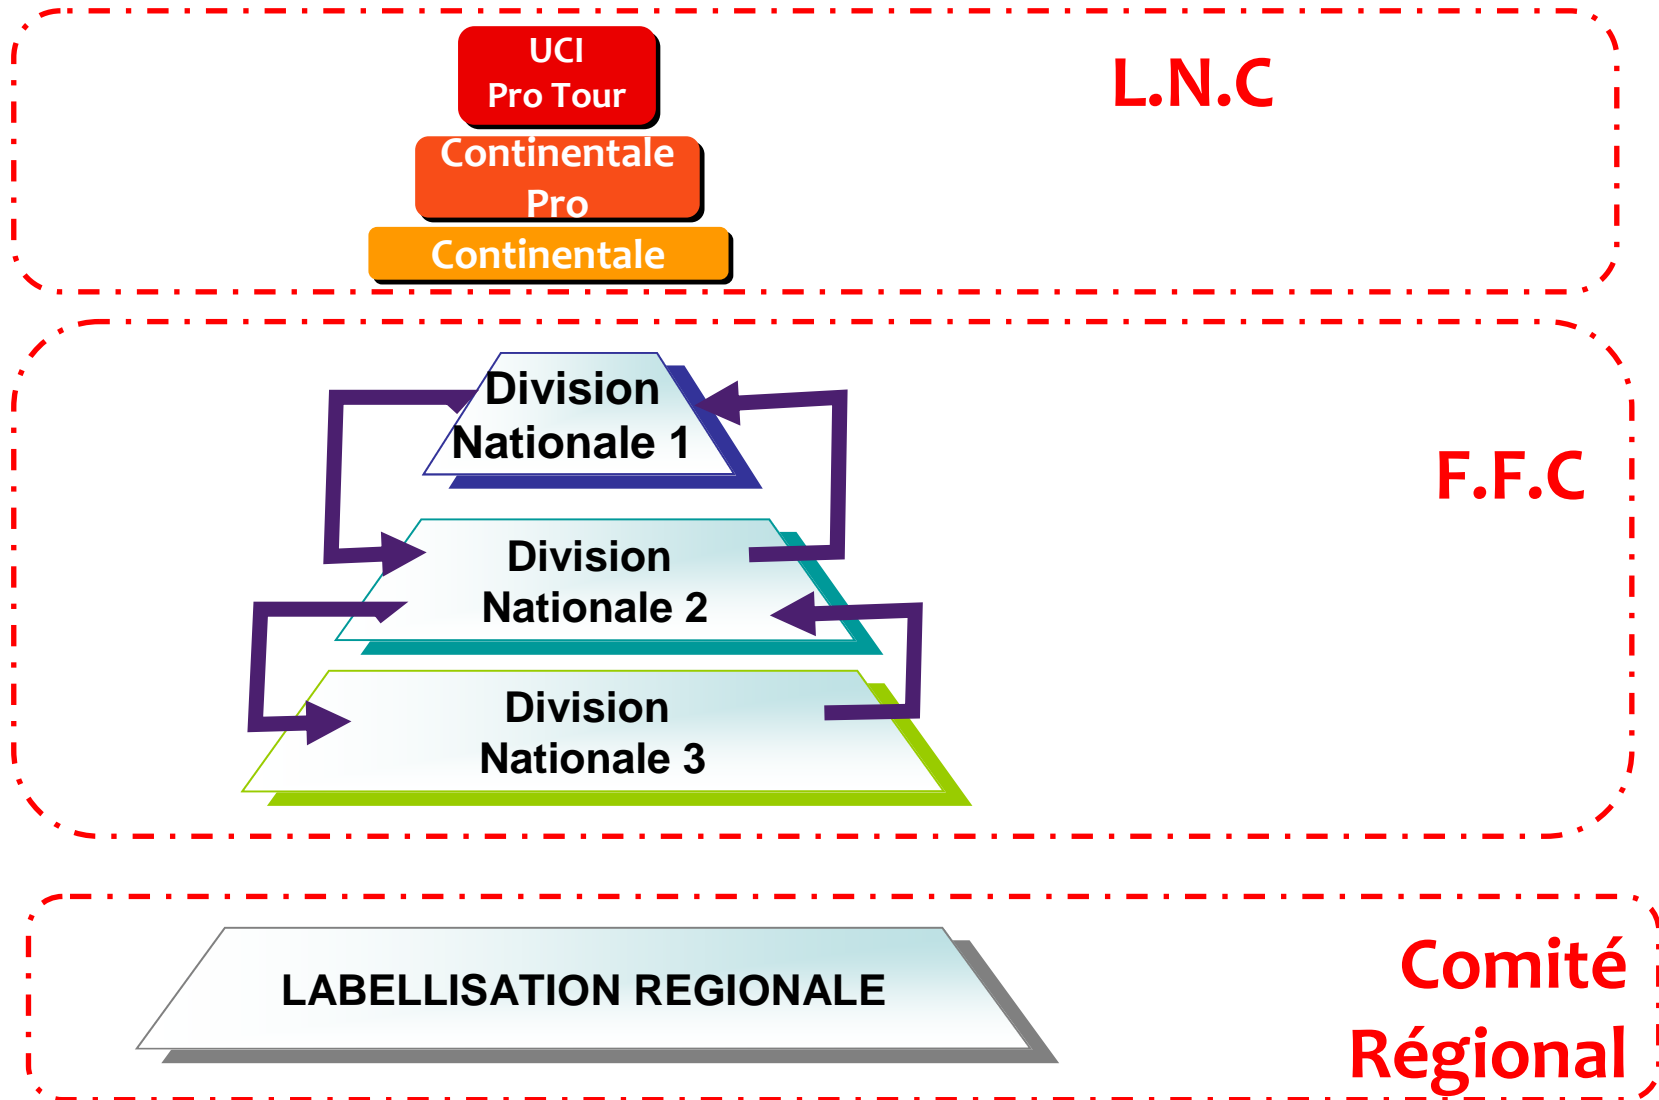 UCI
Pro Tour
L.N.C
Continentale
Pro
Continentale
Division
Nationale 1
F.F.C
Division
Nationale 2
Division
Nationale 3
LABELLISATION REGIONALE
Comité
Régional